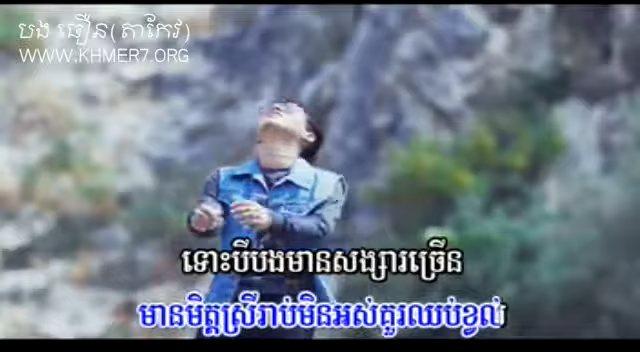 បង ធឿន(តាកែវ)
WWW.KHMER7.ORG
ទោះបីបងមានសង្សារច្រើន
មានមិត្តស្រីរាប់មិនអស់គួរឈប់ខ្វល់